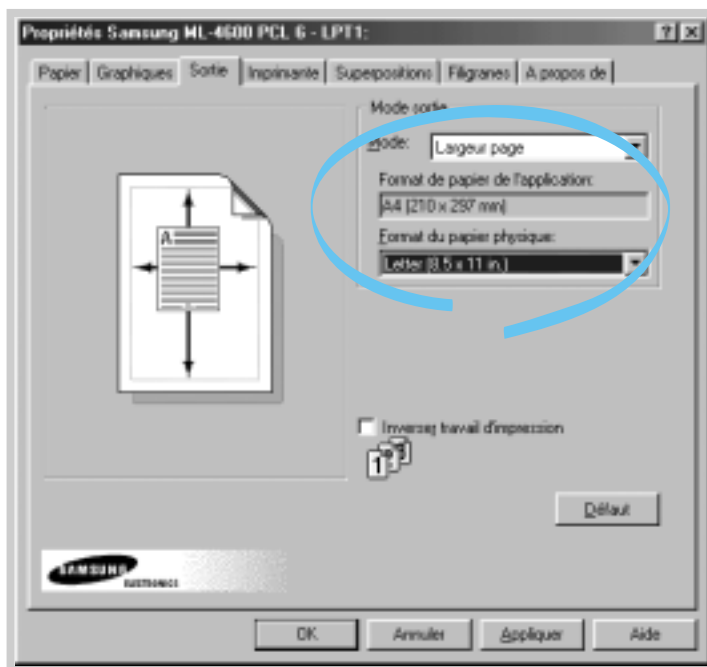 Propriétés Samsung ML-4600 PCL 6 - LPT1:
Papier Graphiques Sortie Imprimante Superpositions Filigranes A propos de
Mode sortie
Mode: Largeur page
Format de papier de l'application:
A4 (210 x 297 mm)
Format du papier physique:
Letter (8.5 x 11 in.)
A
Inverser travail d'impression
1
Défaut
SAMSUNG
ELECTRONICS
OK Annuler Appliquer Aide